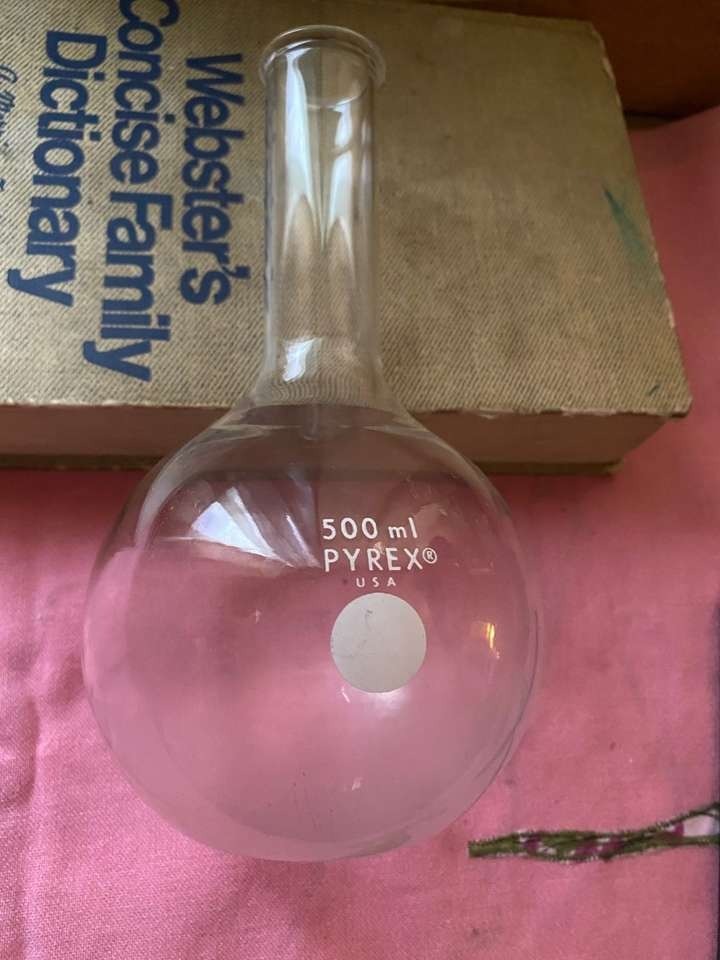 Webster's
Concise Family
Dictionary
500 ml
PYREX®
USA